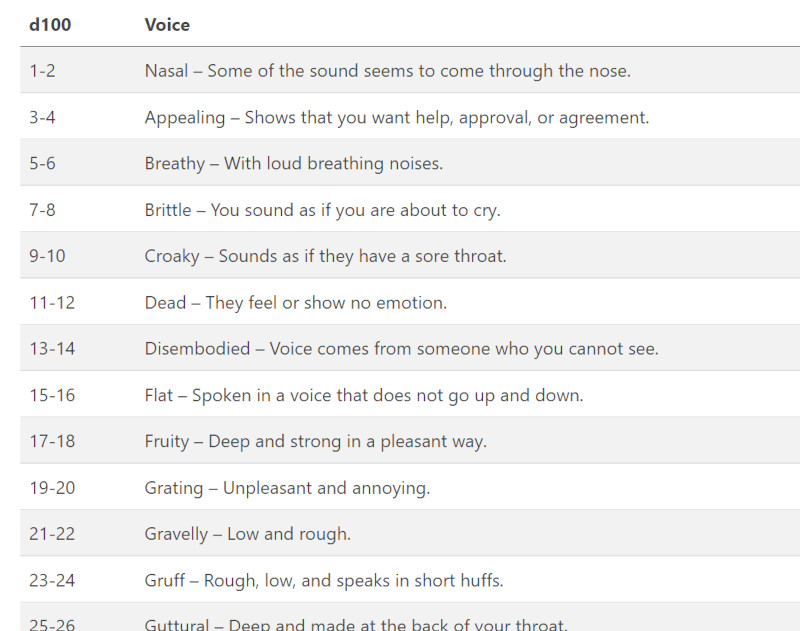 d100 Voice
1-2 Nasal – Some of the sound seems to come through the nose.
3-4 Appealing – Shows that you want help, approval, or agreement.
5-6 Breathy – With loud breathing noises.
7-8 Brittle – You sound as if you are about to cry.
9-10 Croaky – Sounds as if they have a sore throat.
11-12 Dead – They feel or show no emotion.
13-14 Disembodied – Voice comes from someone who you cannot see.
15-16 Flat – Spoken in a voice that does not go up and down.
17-18 Fruity – Deep and strong in a pleasant way.
19-20 Grating – Unpleasant and annoying.
21-22 Gravelly – Low and rough.
23-24 Gruff – Rough, low, and speaks in short huffs.
25-26 Guttural – Deep and made at the back of your throat.